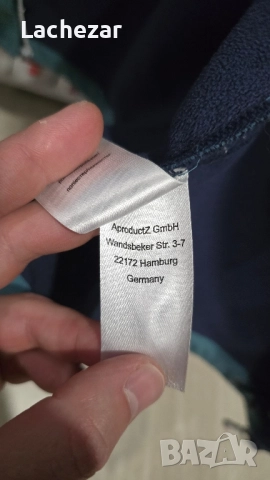 Lachezar
AproductZ GmbH
Wandsbeker Str. 3-7
22172 Hamburg
Germany
BAZAR